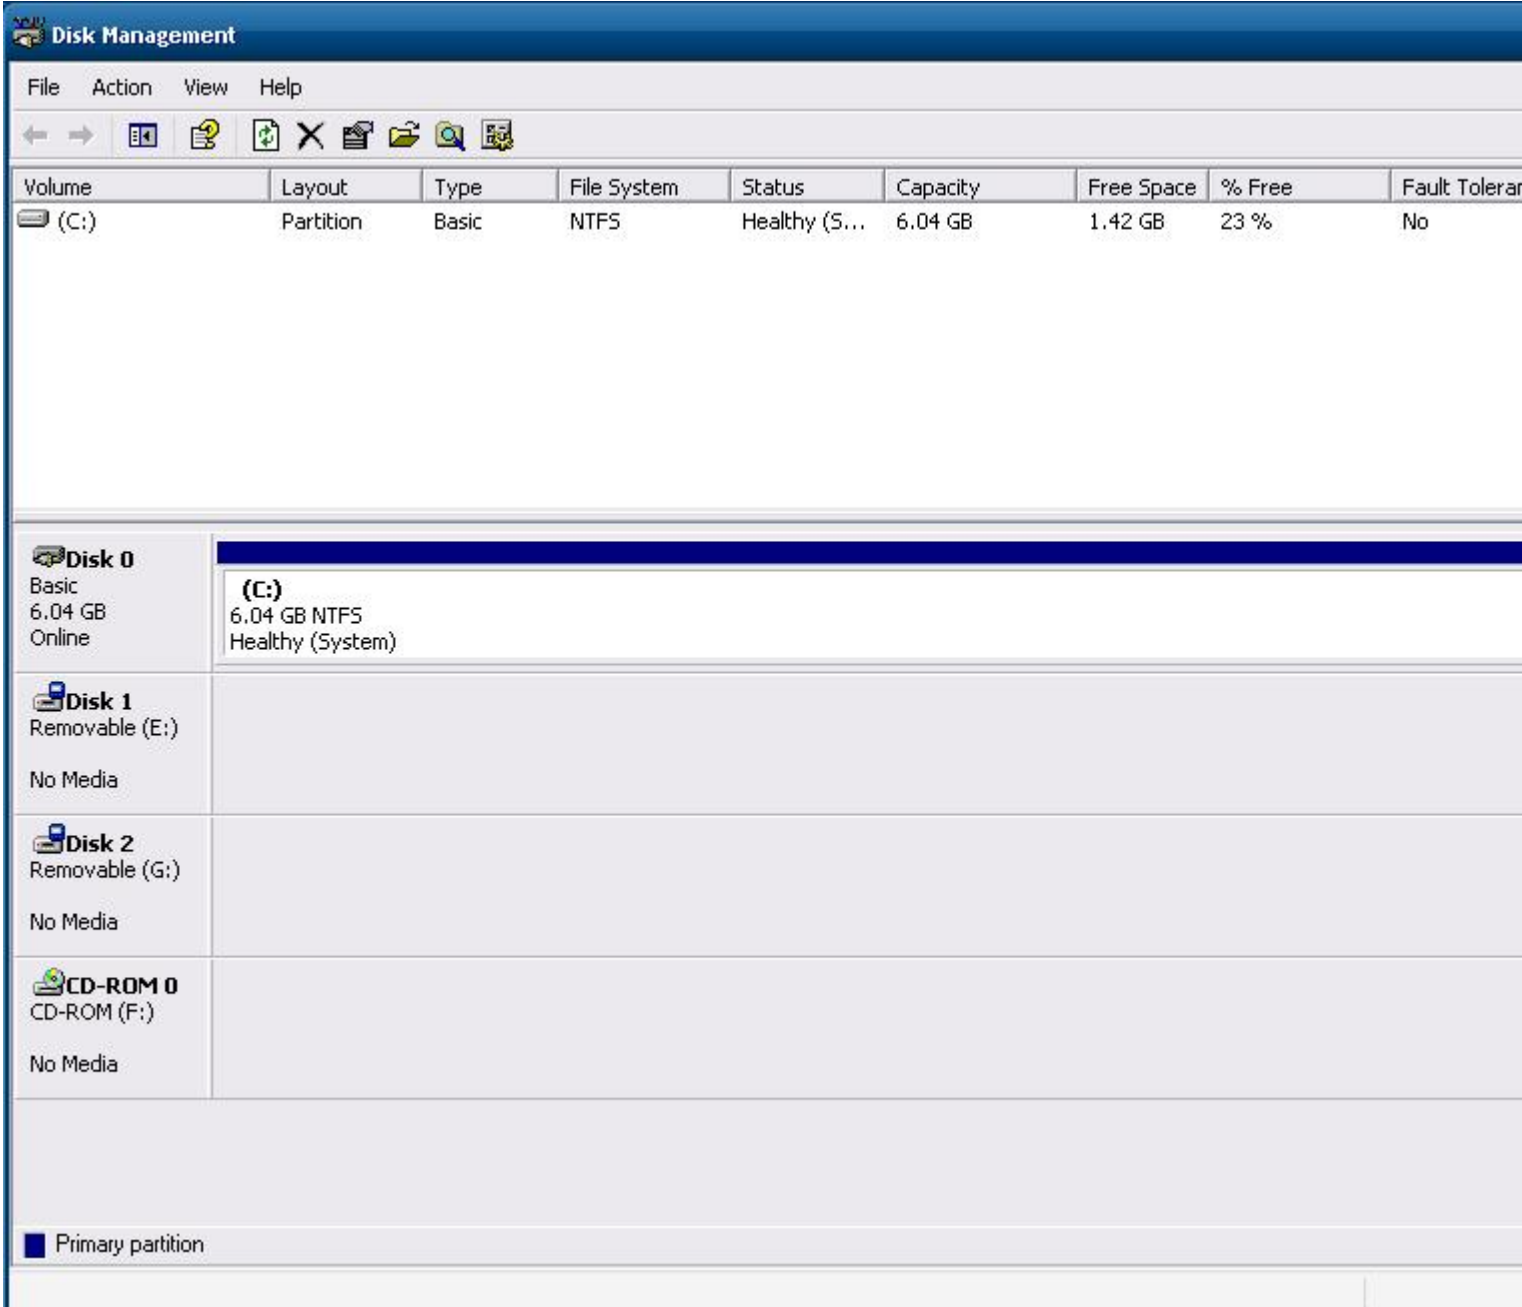 Disk Management
File Action View Help
Volume Layout Type File System Status Capacity Free Space % Free Fault Toleran
(C:) Partition Basic NTFS Healthy (S... 6.04 GB 1.42 GB 23 % No
Disk 0
Basic
6.04 GB
Online
(C:)
6.04 GB NTFS
Healthy (System)
Disk 1
Removable (E:)
No Media
Disk 2
Removable (G:)
No Media
CD-ROM 0
CD-ROM (F:)
No Media
Primary partition